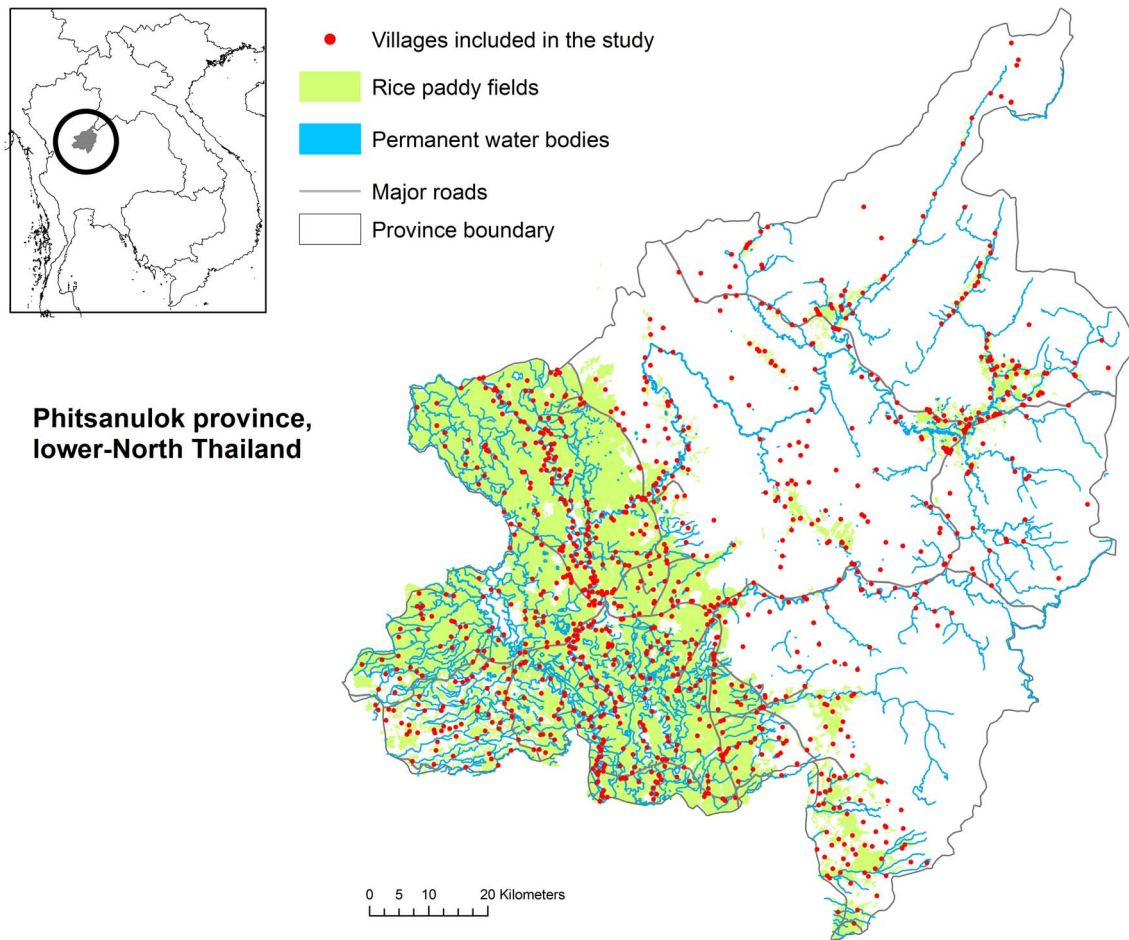 Villages included in the study
Rice paddy fields
Permanent water bodies
Major roads
Province boundary
Phitsanulok province,
lower-North Thailand
0 5 10 20 Kilometers